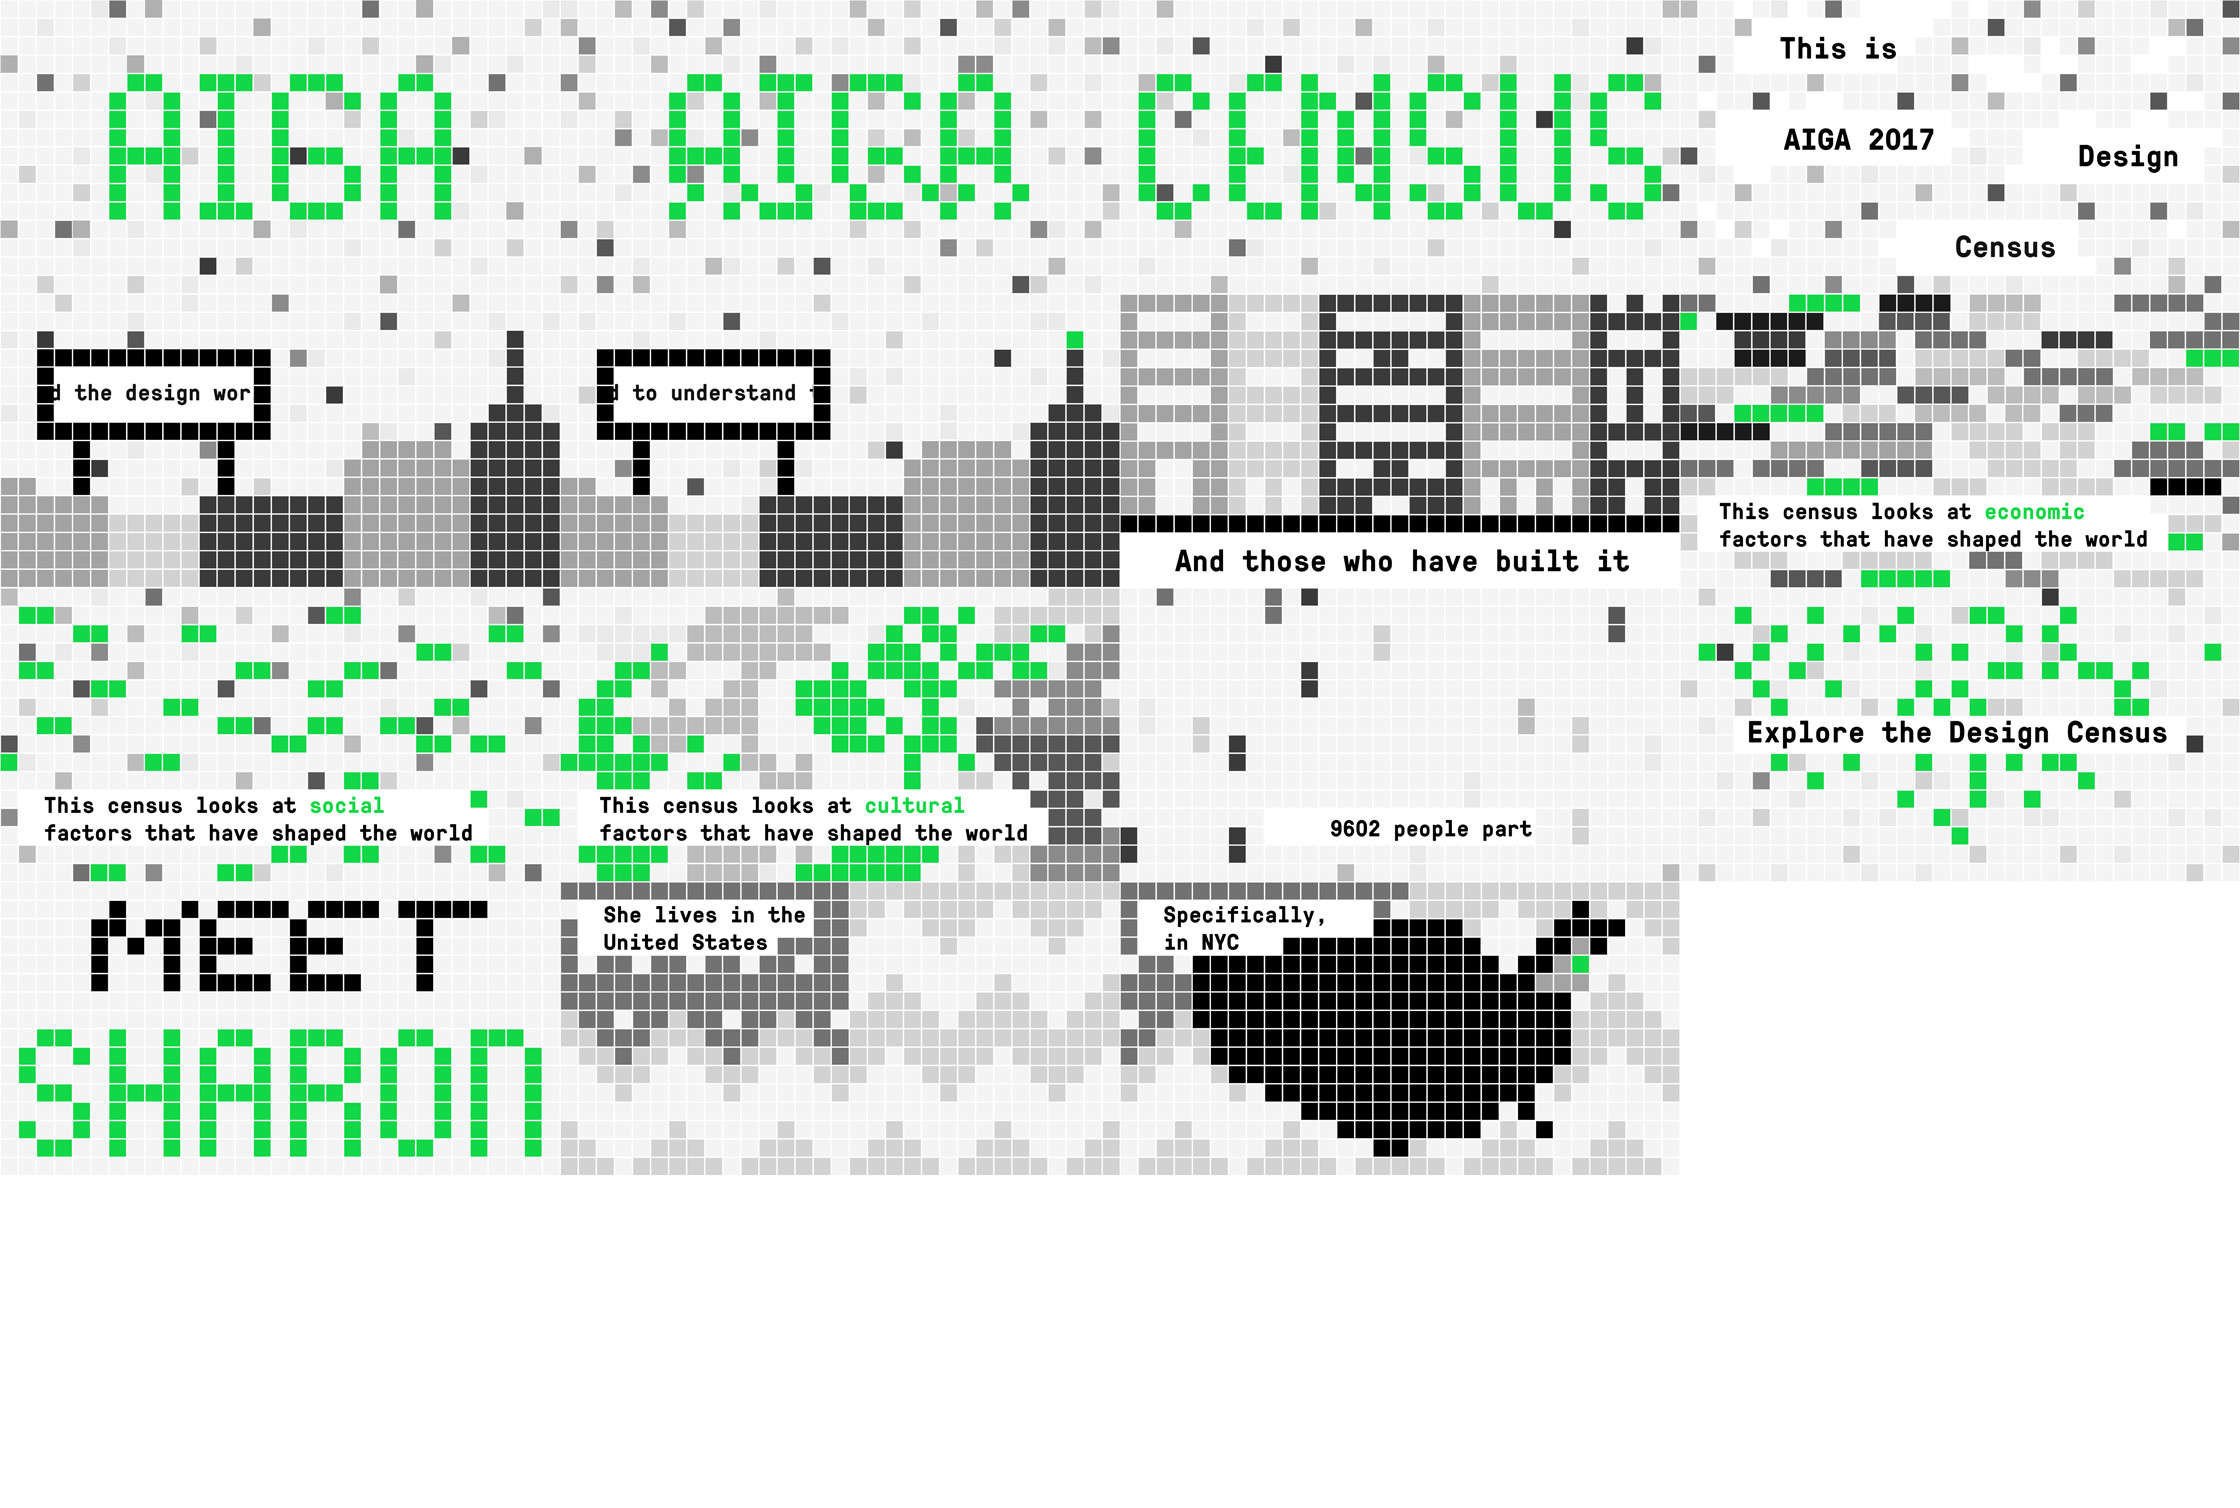 AIGA
AIGA
CENSUS
This is
AIGA 2017
Design
Census
d the design wor
d to understand
And those who have built it
This census looks at economic
factors that have shaped the world
This census looks at social
factors that have shaped the world
This census looks at cultural
factors that have shaped the world
9602 people part
Explore the Design Census
MEET
SHARON
She lives in the
United States
Specifically,
in NYC